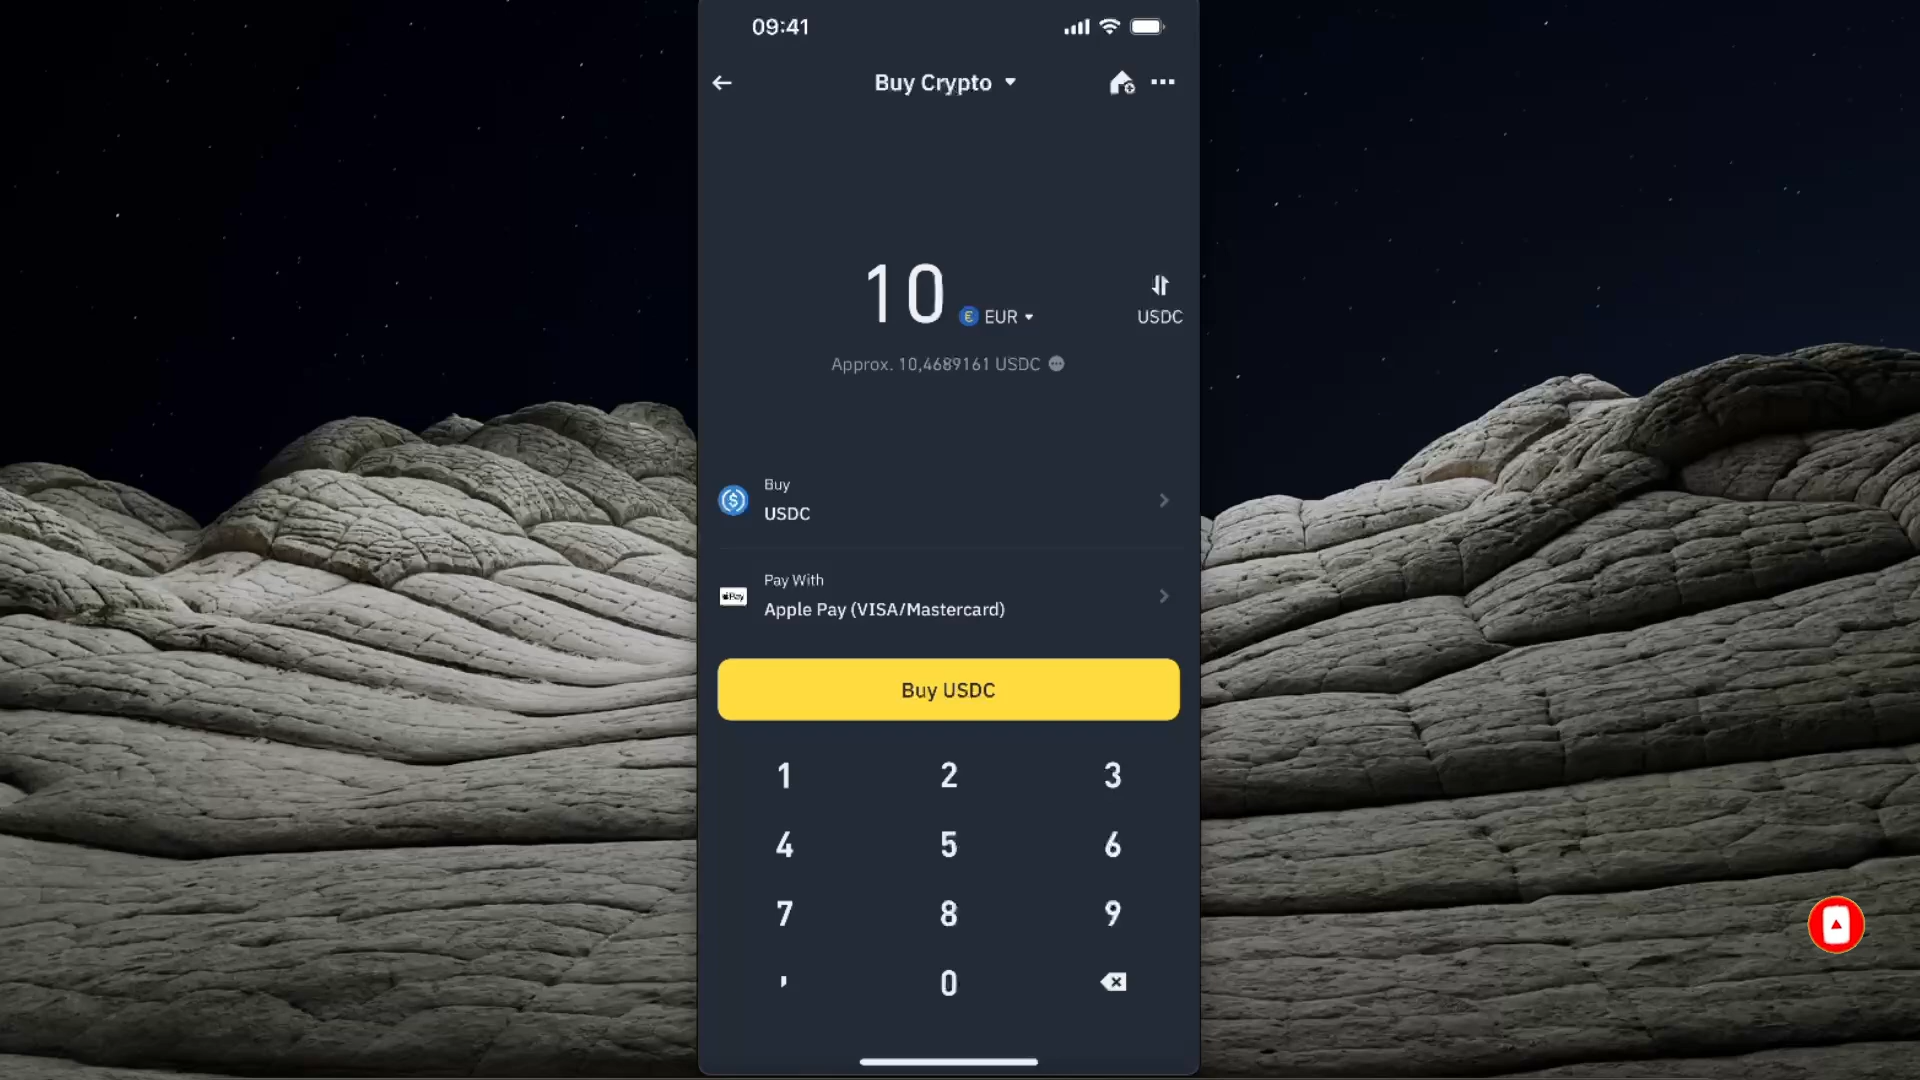 09:41
Buy Crypto
10
EUR
USDC
Approx. 10,4689161 USDC
Buy
USDC
Pay With
Pay
Apple Pay (VISA/Mastercard)
Buy USDC
1 2 3
4 5 6
7 8 9
, 0